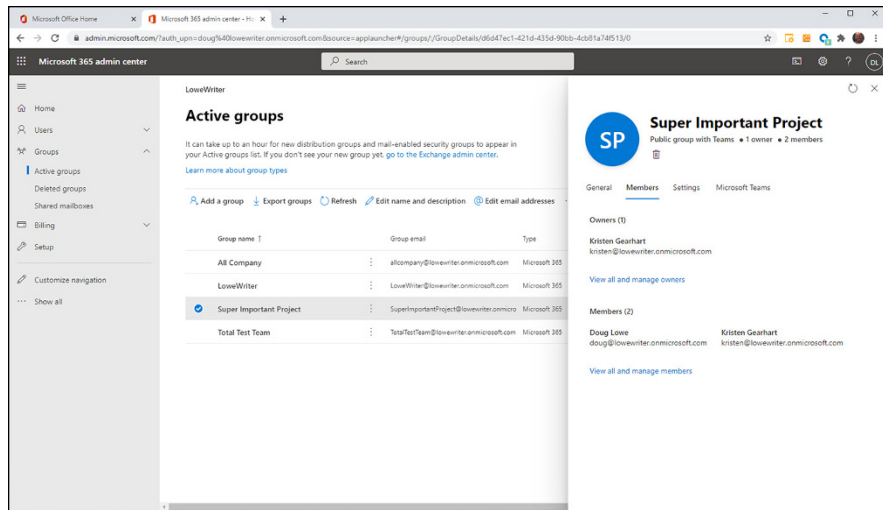 Microsoft Office Home
Microsoft 365 admin center - Ho
admin.microsoft.com/?auth_upn=doug%40lowewriter.onmicrosoft.com&source=applauncher#/groups/:/GroupDetails/d6d47ec1-421d-435d-90bb-4cb81a74f513/0
Microsoft 365 admin center
Search
DL
Home
Users
Groups
Active groups
Deleted groups
Shared mailboxes
Billing
Setup
Customize navigation
Show all
LoweWriter
Active groups
It can take up to an hour for new distribution groups and mail-enabled security groups to appear in
your Active groups list. If you don't see your new group yet, go to the Exchange admin center.
Learn more about group types
Add a group Export groups Refresh Edit name and description Edit email addresses
Group name ↑ Group email Type
All Company allcompany@lowewriter.onmicrosoft.com Microsoft 365
LoweWriter LoweWriter@lowewriter.onmicrosoft.com Microsoft 365
Super Important Project SuperImportantProject@lowewriter.onmicro Microsoft 365
Total Test Team TotalTestTeam@lowewriter.onmicrosoft.com Microsoft 365
SP
Super Important Project
Public group with Teams • 1 owner • 2 members
General Members Settings Microsoft Teams
Owners (1)
Kristen Gearhart
kristen@lowewriter.onmicrosoft.com
View all and manage owners
Members (2)
Doug Lowe Kristen Gearhart
doug@lowewriter.onmicrosoft.com kristen@lowewriter.onmicrosoft.com
View all and manage members